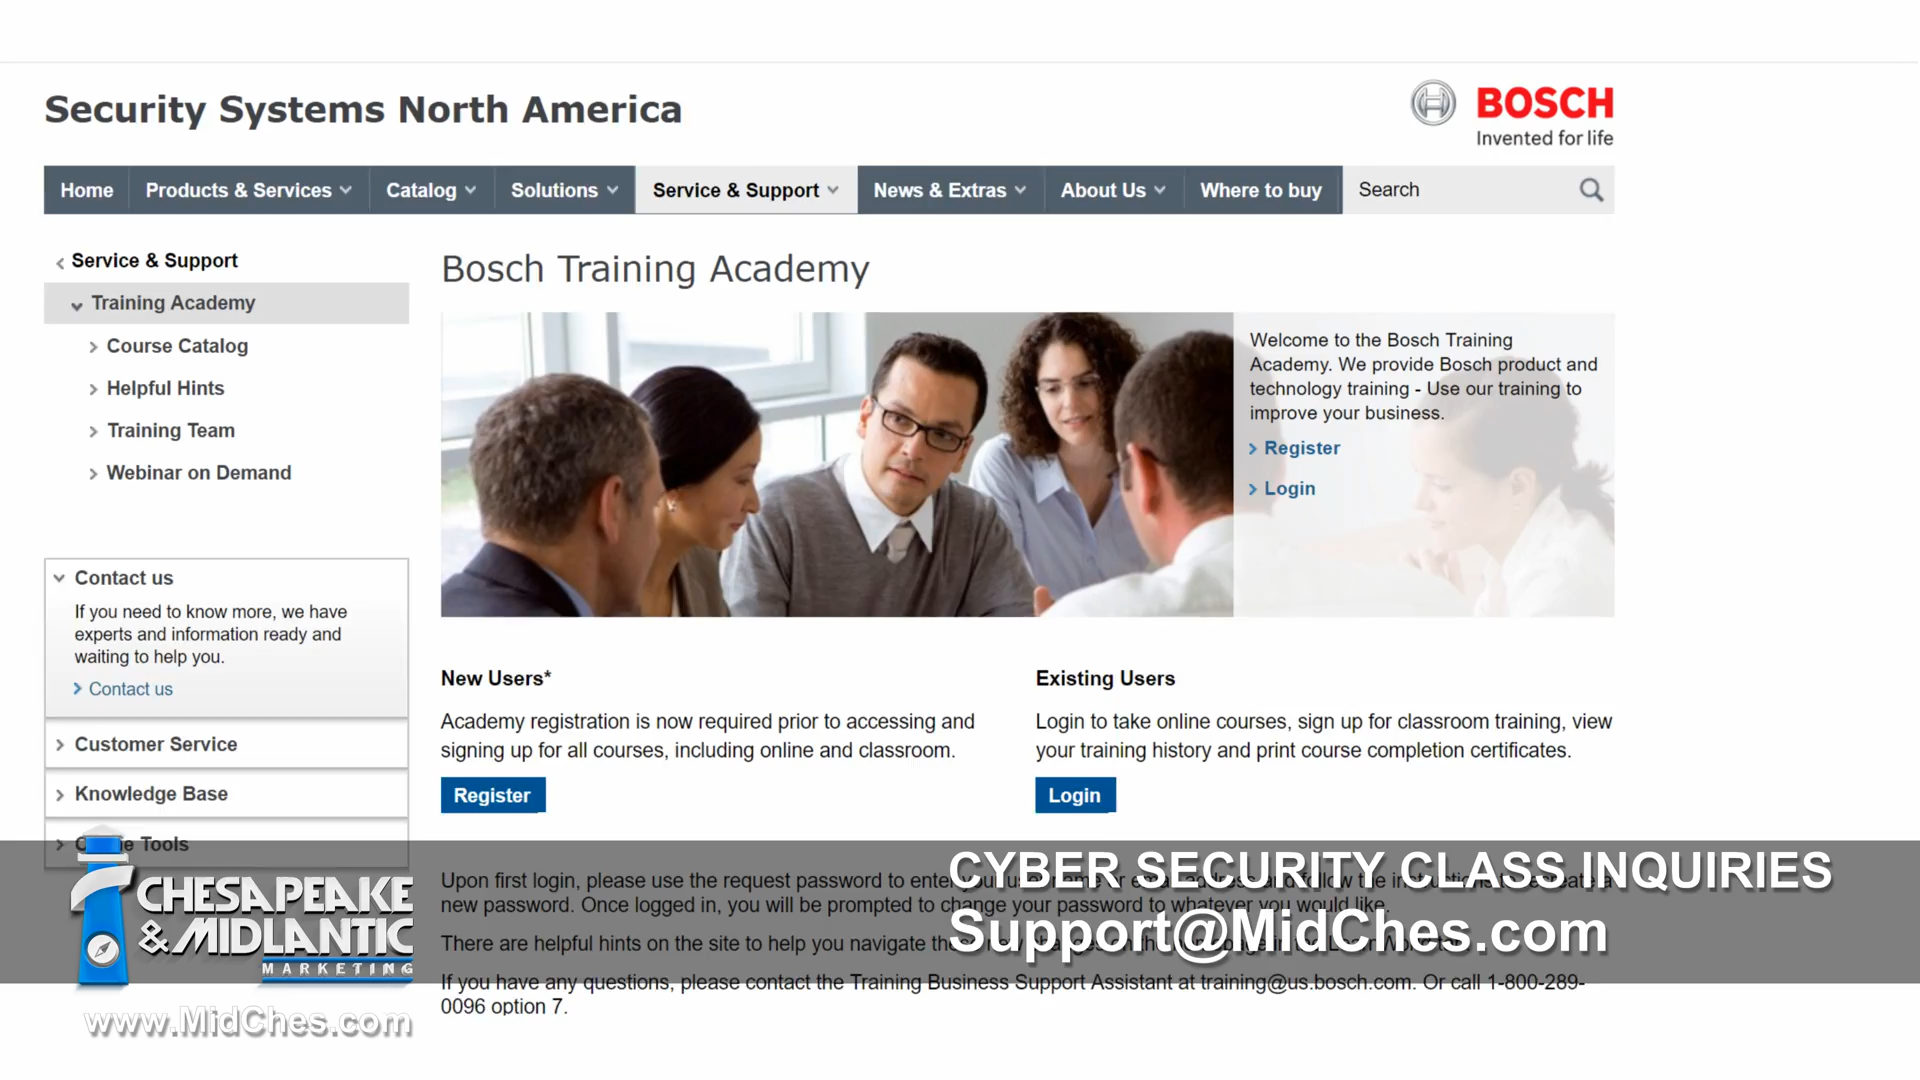 Security Systems North America
BOSCH
Invented for life
Home Products & Services Catalog Solutions Service & Support News & Extras About Us Where to buy Search
Service & Support
Training Academy
Course Catalog
Helpful Hints
Training Team
Webinar on Demand
Contact us
If you need to know more, we have
experts and information ready and
waiting to help you.
Contact us
Customer Service
Knowledge Base
Tools
Bosch Training Academy
Welcome to the Bosch Training
Academy. We provide Bosch product and
technology training - Use our training to
improve your business.
Register
Login
New Users*
Academy registration is now required prior to accessing and
signing up for all courses, including online and classroom.
Register
Existing Users
Login to take online courses, sign up for classroom training, view
your training history and print course completion certificates.
Login
Upon first login, please use the request password to enter
new password. Once logged in, you will be prompted to change your password to whatever you would like.
There are helpful hints on the site to help you navigate
If you have any questions, please contact the Training Business Support Assistant at training@us.bosch.com. Or call 1-800-289-
0096 option 7.
CYBER SECURITY CLASS INQUIRIES
Support@MidChes.com
CHESAPEAKE
& MIDLANTIC
MARKETING
www.MidChes.com